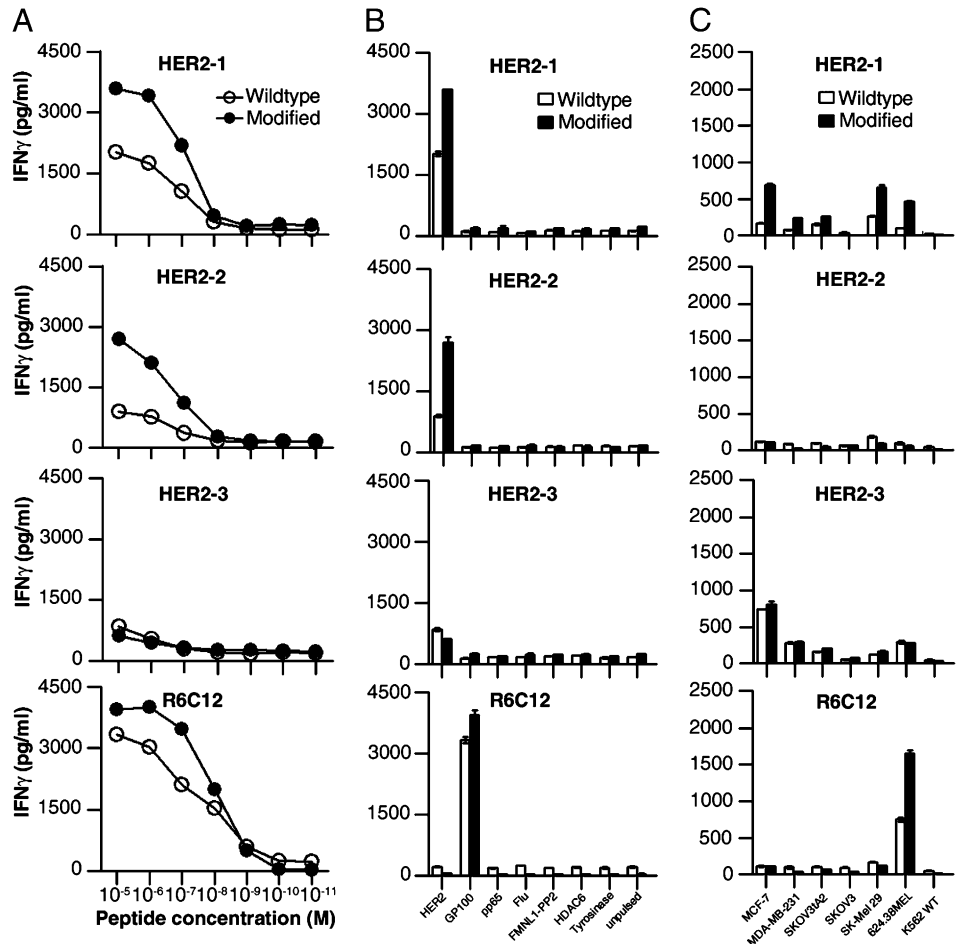 A B C
4500 HER2-1
3000 Wildtype
Modified
1500
0
IFNγ (pg/ml)
4500 HER2-2
3000
1500
0
IFNγ (pg/ml)
4500 HER2-3
3000
1500
0
IFNγ (pg/ml)
4500 R6C12
3000
1500
0
IFNγ (pg/ml)
10-5 10-6 10-7 10-8 10-9 10-10 10-11
Peptide concentration (M)
4500 HER2-1
3000 Wildtype
Modified
1500
0
4500 HER2-2
3000
1500
0
4500 HER2-3
3000
1500
0
4500 R6C12
3000
1500
0
HER2 GP100 pp65 Flu FMNL1-PP2 HDAC6 Tyrosinase unpulsed
2500 HER2-1
2000 Wildtype
1500 Modified
1000
500
0
2500 HER2-2
2000
1500
1000
500
0
2500 HER2-3
2000
1500
1000
500
0
2500 R6C12
2000
1500
1000
500
0
MCF-7 MDA-MB-231 SKOV3IA2 SKOV3 SK-Mel 29 624.38MEL K562 WT